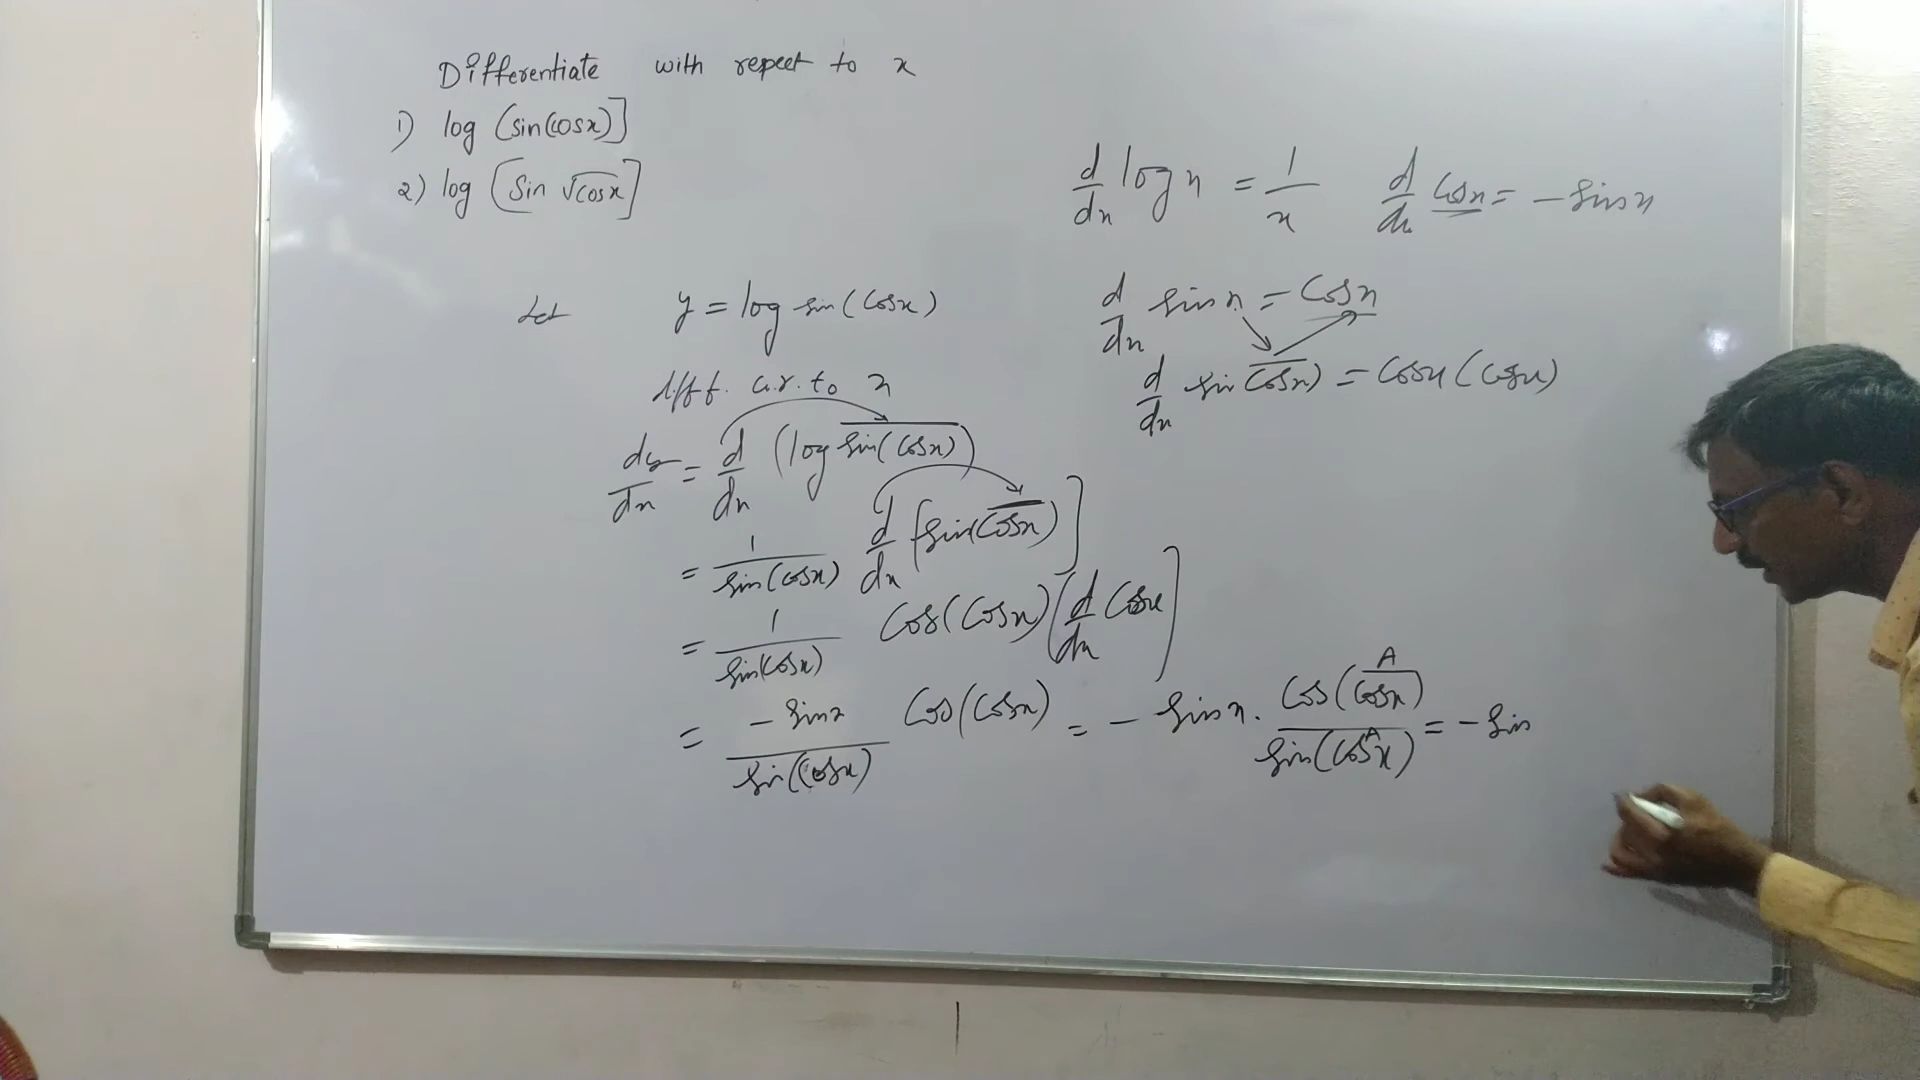 Differentiate with repect to x
1) log (sin(cosx)]
2) log [Sin √cosx]
d/dx log x = 1/x d/dx Cosx = - sinx
Let y = log sin (Cosx)
d/dx sin x = Cosx
diff. w.r. to x
d/dx sin Cosx) = Cosx (Cosx)
dy/dx = d/dx (log sin(Cosx))
= 1/sin(Cosx) d/dx [sin(Cosx)]
= 1/sin(Cosx) Cos(Cosx) [d/dx Cosx]
= - sinx/sin(Cosx) Cos(Cosx) = - sin x. Cos(Cosx) A/sin(Cosx) A = - Sin